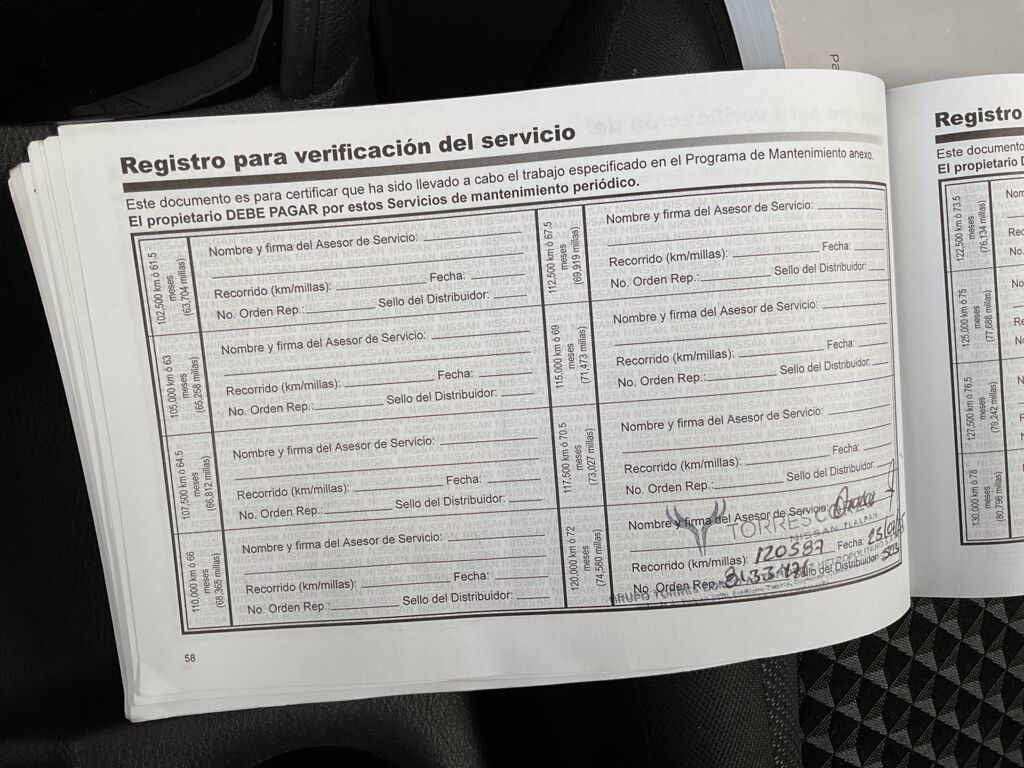 Registro para verificación del servicio
Este documento es para certificar que ha sido llevado a cabo el trabajo especificado en el Programa de Mantenimiento anexo.
El propietario DEBE PAGAR por estos Servicios de mantenimiento periódico.
102,500 km ó 61,5
meses
(63,704 millas)
Nombre y firma del Asesor de Servicio:
Recorrido (km/millas): Fecha:
No. Orden Rep.: Sello del Distribuidor:
105,000 km ó 63
meses
(65,258 millas)
Nombre y firma del Asesor de Servicio:
Recorrido (km/millas): Fecha:
No. Orden Rep.: Sello del Distribuidor:
107,500 km ó 64,5
meses
(66,812 millas)
Nombre y firma del Asesor de Servicio:
Recorrido (km/millas): Fecha:
No. Orden Rep.: Sello del Distribuidor:
110,000 km ó 66
meses
(68,365 millas)
Nombre y firma del Asesor de Servicio:
Recorrido (km/millas): Fecha:
No. Orden Rep.: Sello del Distribuidor:
112,500 km ó 67,5
meses
(69,919 millas)
Nombre y firma del Asesor de Servicio:
Recorrido (km/millas): Fecha:
No. Orden Rep.: Sello del Distribuidor:
115,000 km ó 69
meses
(71,473 millas)
Nombre y firma del Asesor de Servicio:
Recorrido (km/millas): Fecha:
No. Orden Rep.: Sello del Distribuidor:
117,500 km ó 70,5
meses
(73,027 millas)
Nombre y firma del Asesor de Servicio:
Recorrido (km/millas): Fecha:
No. Orden Rep.: Sello del Distribuidor:
120,000 km ó 72
meses
(74,580 millas)
Nombre y firma del Asesor de Servicio:
TORRES
NISSAN TLALPAN
Recorrido (km/millas): 120587 Fecha:
No. Orden Rep. Sello del Distribuidor:
GRUPO TORRES
58
Registro
Este documento
El propietario
122,500 km ó 73,5
meses
(76,134 millas)
125,000 km ó 75
meses
(77,688 millas)
127,500 km ó 76,5
meses
(79,242 millas)
130,000 km ó 78
meses
(80,796 millas)